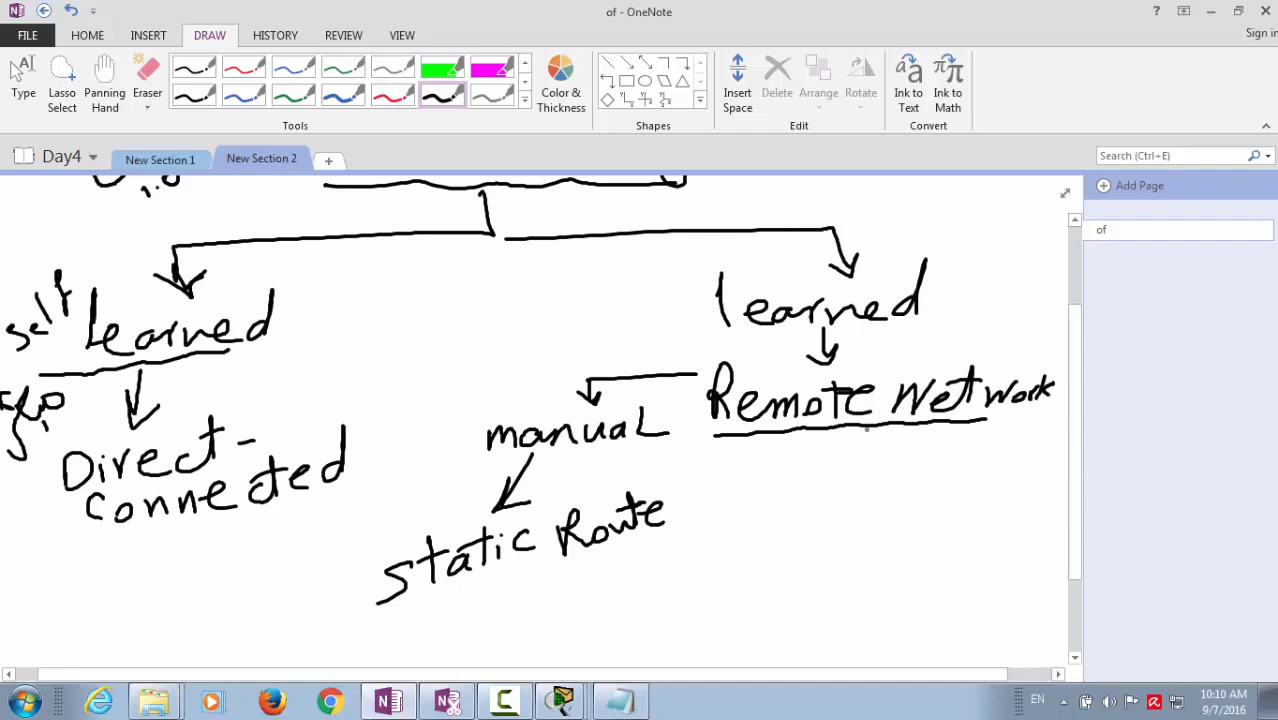 of - OneNote
?
Sign in
FILE
HOME
INSERT
DRAW
HISTORY
REVIEW
VIEW
Type
Lasso Select
Panning Hand
Eraser
Color & Thickness
Insert Space
Delete
Arrange
Rotate
Ink to Text
Ink to Math
Tools
Shapes
Edit
Convert
Day4
New Section 1
New Section 2
Search (Ctrl+E)
Add Page
of
self Learned
Direct-
connected
learned
Remote Network
manual
static Route
EN
10:10 AM
9/7/2016